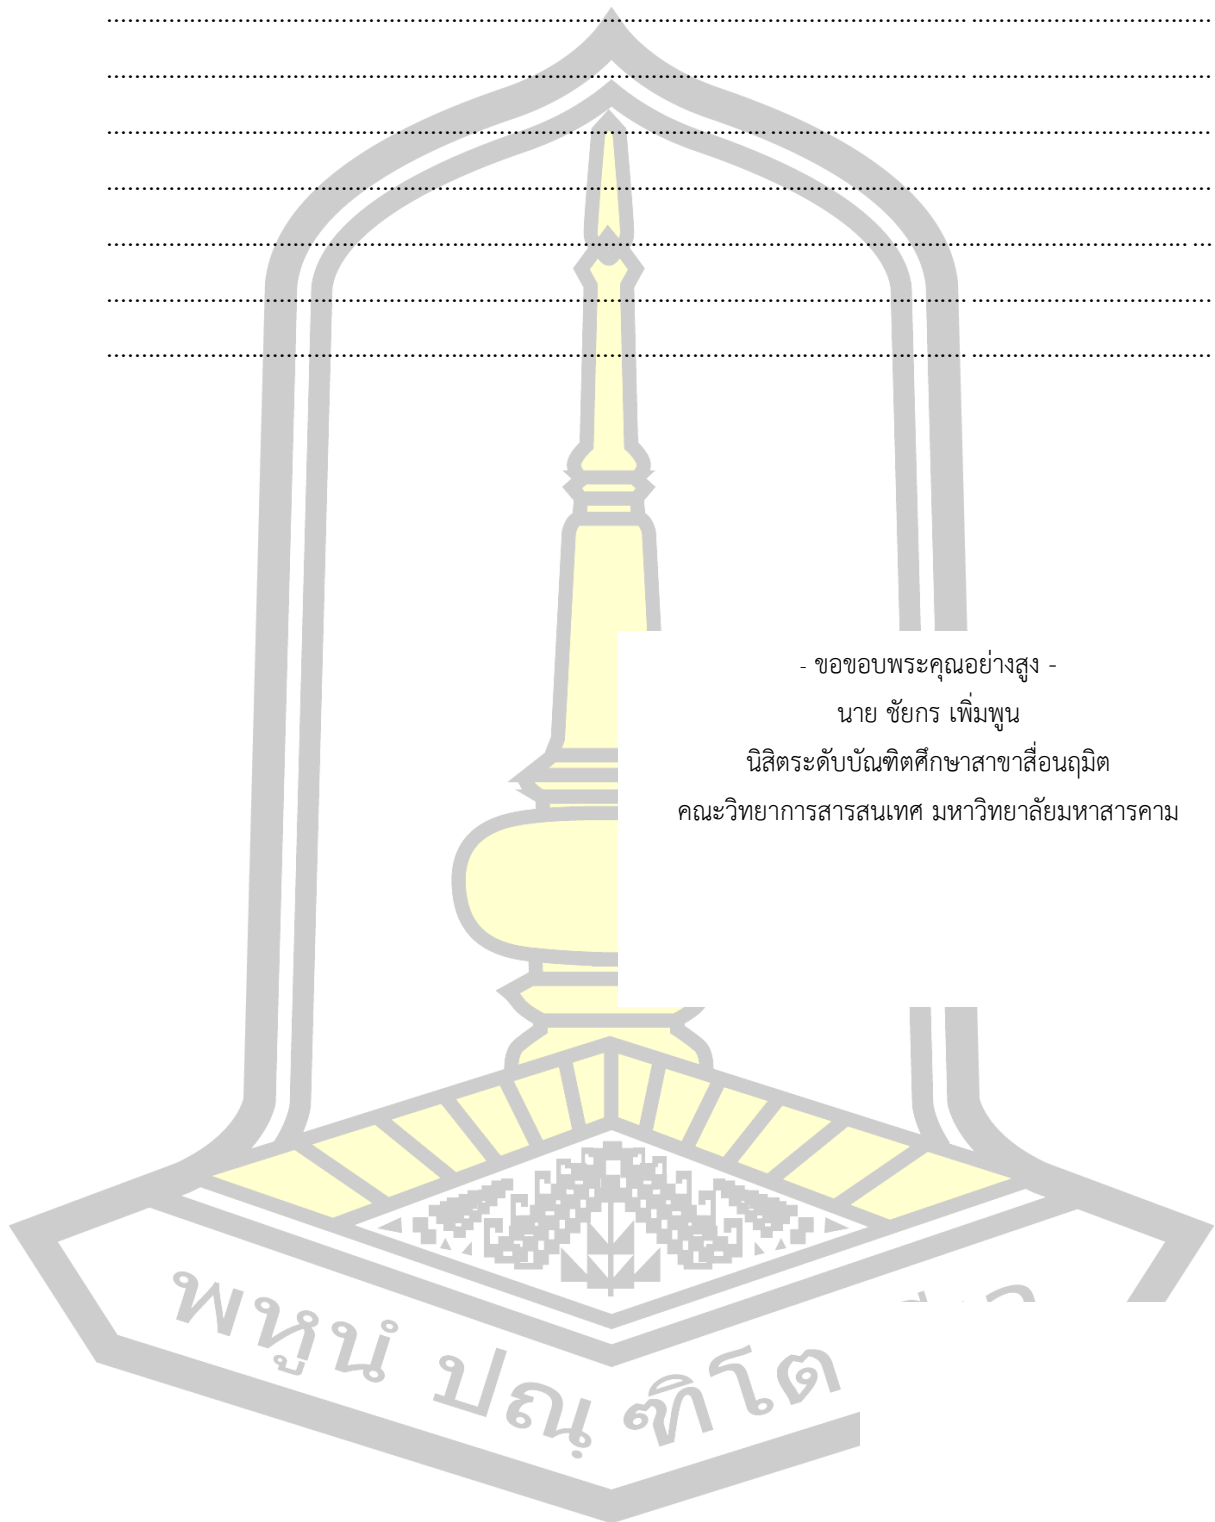 - ขอขอบพระคุณอย่างสูง -
นาย ชัยกร เพิ่มพูน
นิสิตระดับบัณฑิตศึกษาสาขาสื่อนฤมิต
คณะวิทยาการสารสนเทศ มหาวิทยาลัยมหาสารคาม
พหูนํ ปณฺ ฑิโต